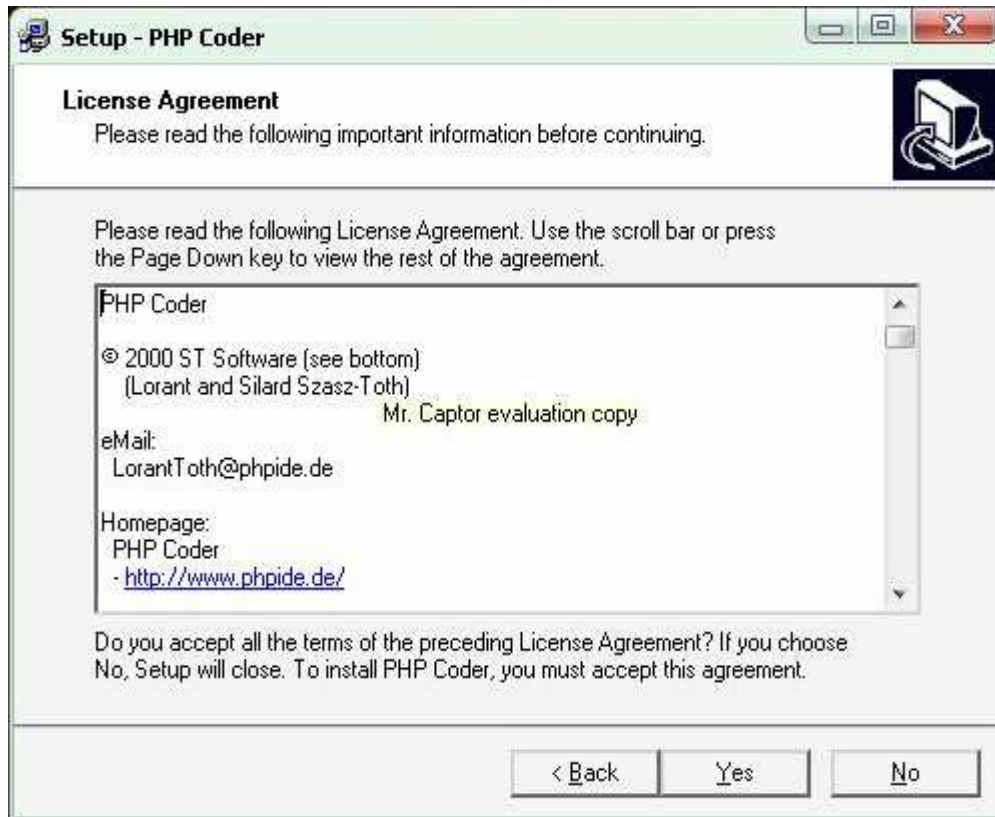 Setup - PHP Coder
License Agreement
Please read the following important information before continuing.
Please read the following License Agreement. Use the scroll bar or press
the Page Down key to view the rest of the agreement.
PHP Coder
© 2000 ST Software (see bottom)
(Lorant and Silard Szasz-Toth)
Mr. Captor evaluation copy
eMail:
LorantToth@phpide.de
Homepage:
PHP Coder
- http://www.phpide.de/
Do you accept all the terms of the preceding License Agreement? If you choose
No, Setup will close. To install PHP Coder, you must accept this agreement.
< Back Yes No